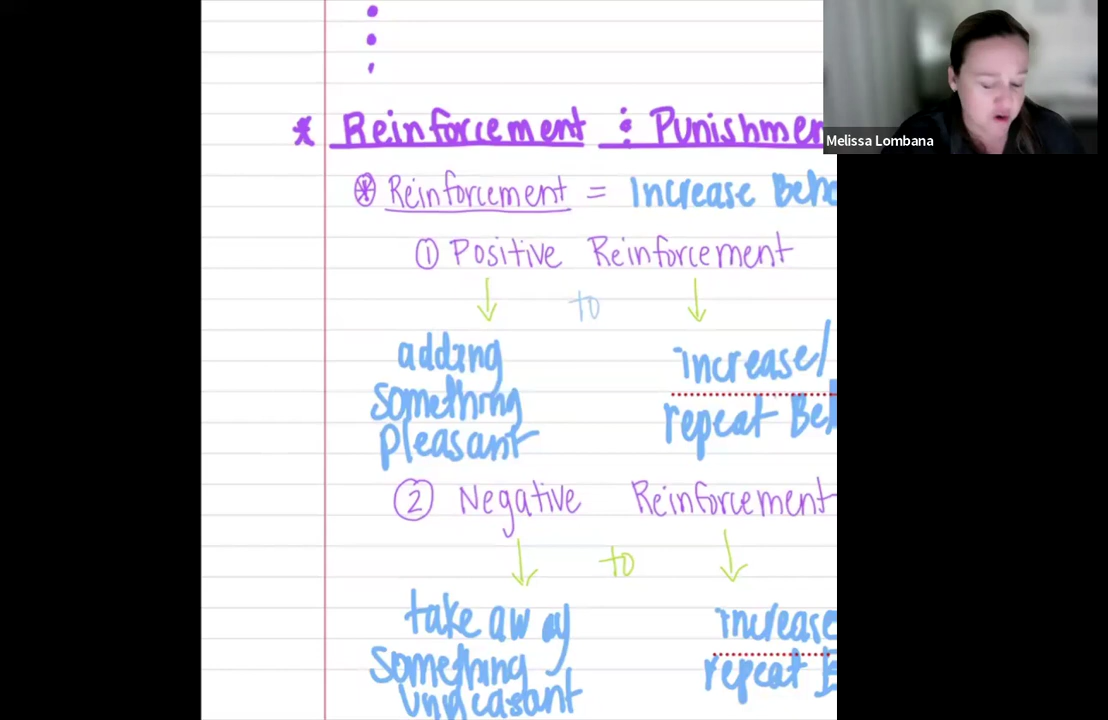 * Reinforcement & Punishmen
Melissa Lombana
* Reinforcement = Increase Beha
① Positive Reinforcement
to
adding increase/
something
repeat Beh
pleasant
② Negative Reinforcement
to
take away increase
something repeat B
unpleasant